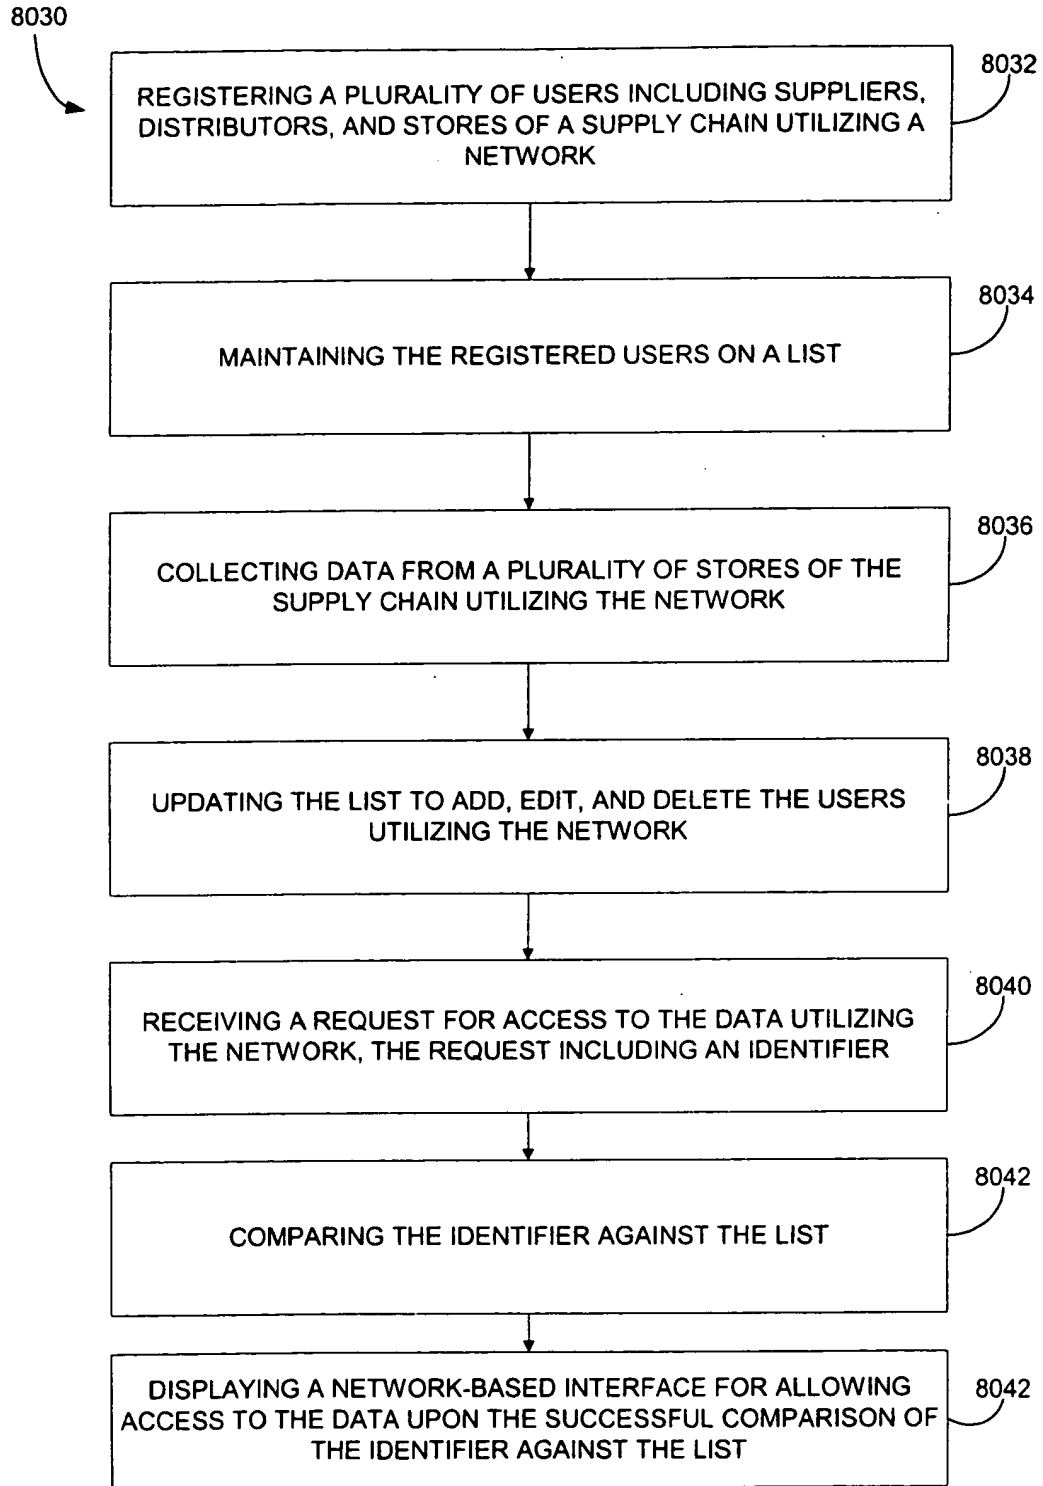 8030
8032
REGISTERING A PLURALITY OF USERS INCLUDING SUPPLIERS,
DISTRIBUTORS, AND STORES OF A SUPPLY CHAIN UTILIZING A
NETWORK
8034
MAINTAINING THE REGISTERED USERS ON A LIST
8036
COLLECTING DATA FROM A PLURALITY OF STORES OF THE
SUPPLY CHAIN UTILIZING THE NETWORK
8038
UPDATING THE LIST TO ADD, EDIT, AND DELETE THE USERS
UTILIZING THE NETWORK
8040
RECEIVING A REQUEST FOR ACCESS TO THE DATA UTILIZING
THE NETWORK, THE REQUEST INCLUDING AN IDENTIFIER
8042
COMPARING THE IDENTIFIER AGAINST THE LIST
8042
DISPLAYING A NETWORK-BASED INTERFACE FOR ALLOWING
ACCESS TO THE DATA UPON THE SUCCESSFUL COMPARISON OF
THE IDENTIFIER AGAINST THE LIST